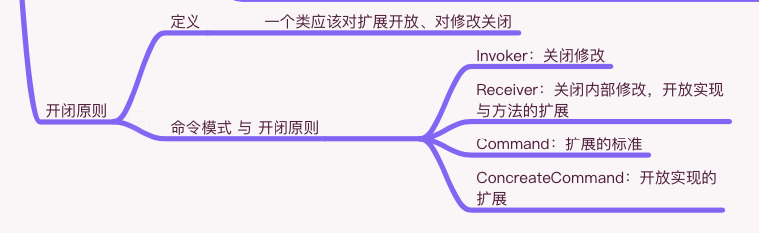 定义
一个类应该对扩展开放、对修改关闭
Invoker：关闭修改
Receiver：关闭内部修改，开放实现
与方法的扩展
开闭原则
命令模式 与 开闭原则
Command：扩展的标准
ConcreateCommand：开放实现的
扩展